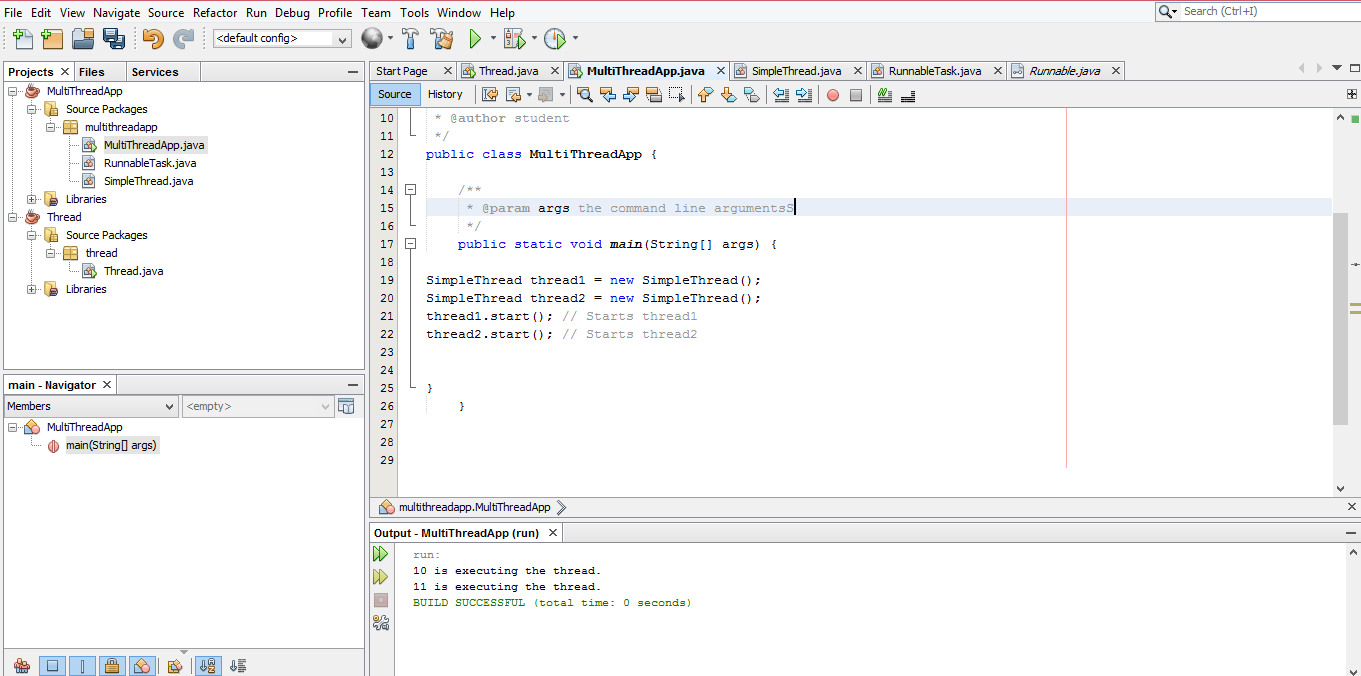 File Edit View Navigate Source Refactor Run Debug Profile Team Tools Window Help
Search (Ctrl+I)
<default config>
Projects Files Services
MultiThreadApp
Source Packages
multithreadapp
MultiThreadApp.java
RunnableTask.java
SimpleThread.java
Libraries
Thread
Source Packages
thread
Thread.java
Libraries
main - Navigator
Members <empty>
MultiThreadApp
main(String[] args)
Start Page Thread.java MultiThreadApp.java SimpleThread.java RunnableTask.java Runnable.java
Source History
10 * @author student
11 */
12 public class MultiThreadApp {
13
14 /**
15 * @param args the command line argumentsS
16 */
17 public static void main(String[] args) {
18
19 SimpleThread thread1 = new SimpleThread();
20 SimpleThread thread2 = new SimpleThread();
21 thread1.start(); // Starts thread1
22 thread2.start(); // Starts thread2
23
24
25 }
26 }
27
28
29
multithreadapp.MultiThreadApp
Output - MultiThreadApp (run)
run:
10 is executing the thread.
11 is executing the thread.
BUILD SUCCESSFUL (total time: 0 seconds)